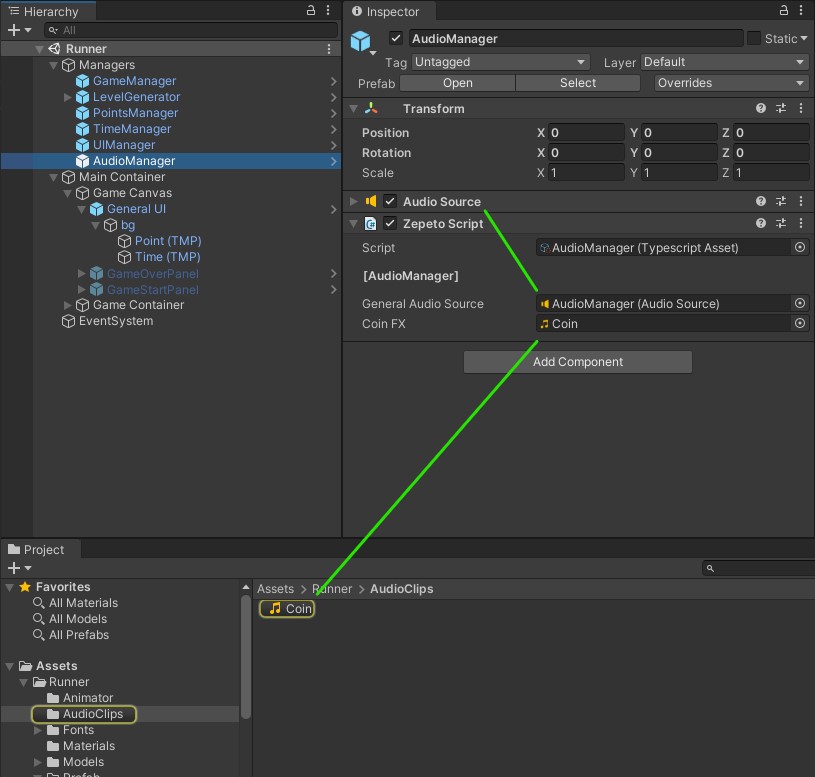 Hierarchy
All
Runner
Managers
GameManager
LevelGenerator
PointsManager
TimeManager
UIManager
AudioManager
Main Container
Game Canvas
General UI
bg
Point (TMP)
Time (TMP)
GameOverPanel
GameStartPanel
Game Container
EventSystem
Inspector
AudioManager Static
Tag Untagged Layer Default
Prefab Open Select Overrides
Transform
Position X 0 Y 0 Z 0
Rotation X 0 Y 0 Z 0
Scale X 1 Y 1 Z 1
Audio Source
Zepeto Script
Script AudioManager (Typescript Asset)
[AudioManager]
General Audio Source AudioManager (Audio Source)
Coin FX Coin
Add Component
Project
Favorites
All Materials
All Models
All Prefabs
Assets
Runner
Animator
AudioClips
Fonts
Materials
Models
Prefab
Assets > Runner > AudioClips
Coin